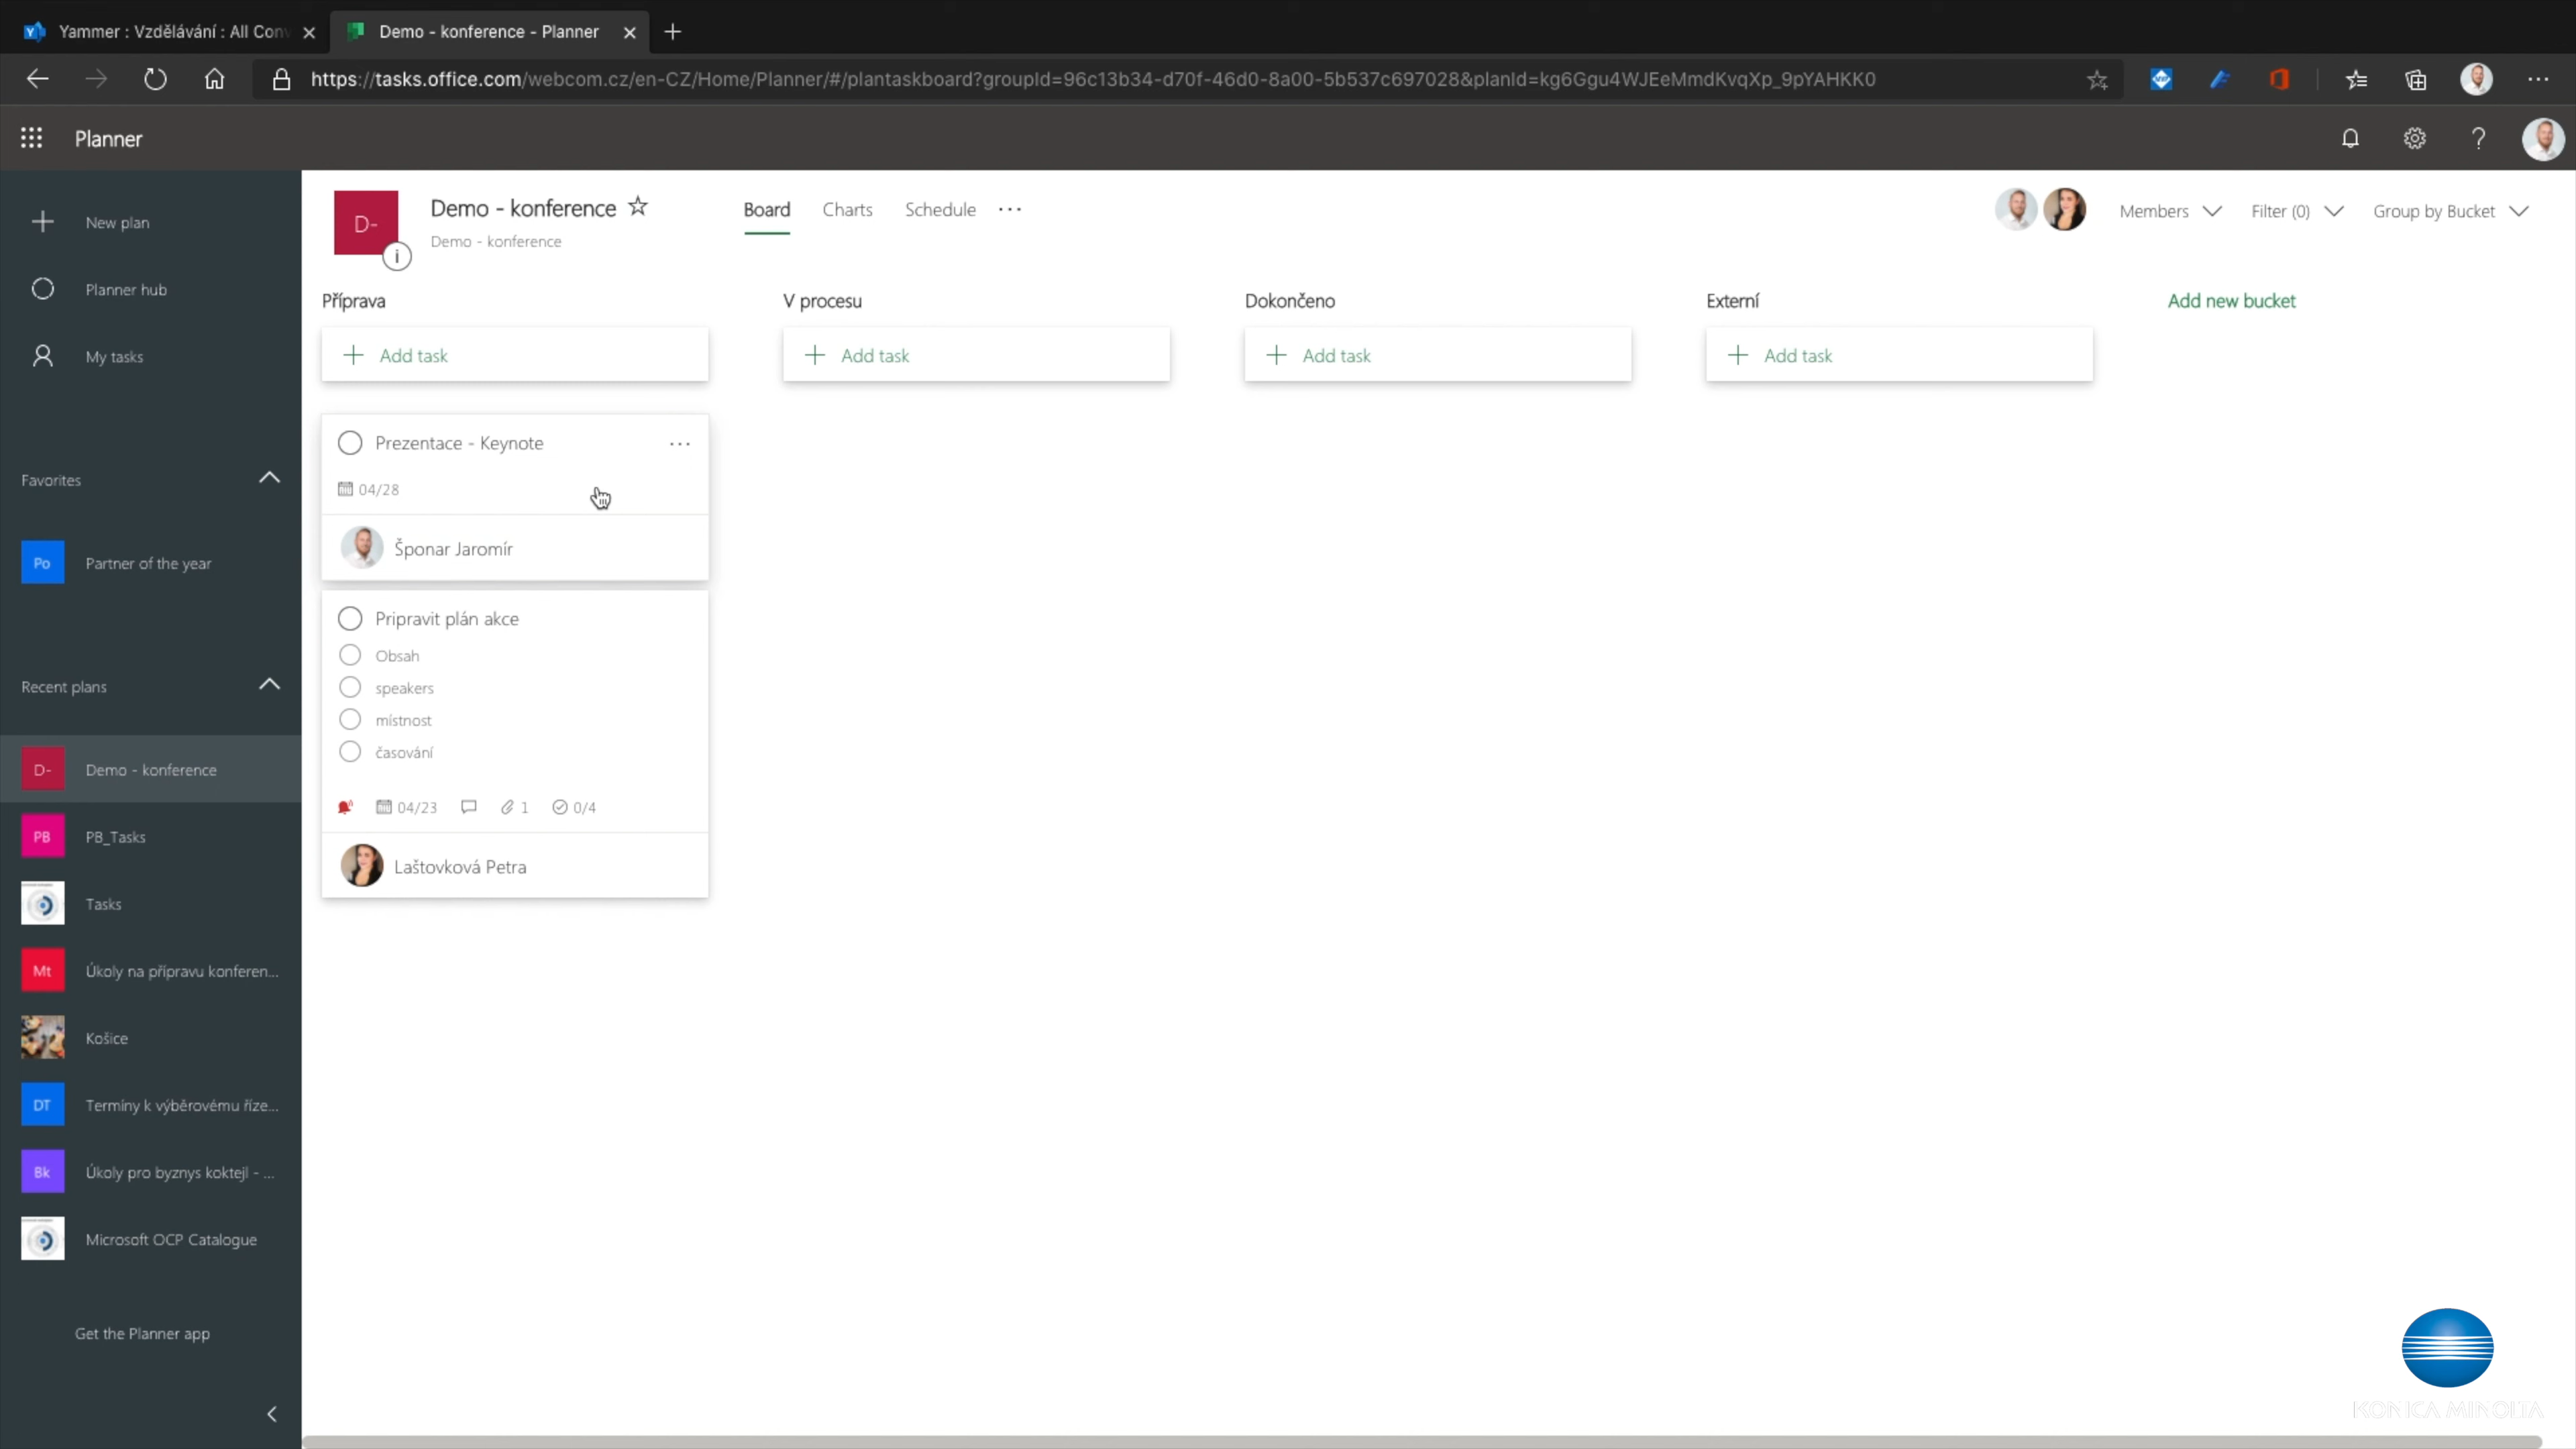 Yammer : Vzdělávání : All Conv
Demo - konference - Planner
https://tasks.office.com/webcom.cz/en-CZ/Home/Planner/#/plantaskboard?groupId=96c13b34-d70f-46d0-8a00-5b537c697028&planId=kg6Ggu4WJEeMmdKvqXp_9pYAHKK0
Planner
New plan
Planner hub
My tasks
Favorites
Po Partner of the year
Recent plans
D- Demo - konference
PB PB_Tasks
Tasks
Mt Úkoly na přípravu konferen...
Košice
DT Termíny k výběrovému říze...
Bk Úkoly pro byznys koktejl - ...
Microsoft OCP Catalogue
Get the Planner app
D-
Demo - konference
Demo - konference
Board Charts Schedule
Members Filter (0) Group by Bucket
Příprava
Add task
Prezentace - Keynote
04/28
Šponar Jaromír
Pripravit plán akce
Obsah
speakers
místnost
časování
04/23 1 0/4
Laštovková Petra
V procesu
Add task
Dokončeno
Add task
Externí
Add task
Add new bucket
KONICA MINOLTA